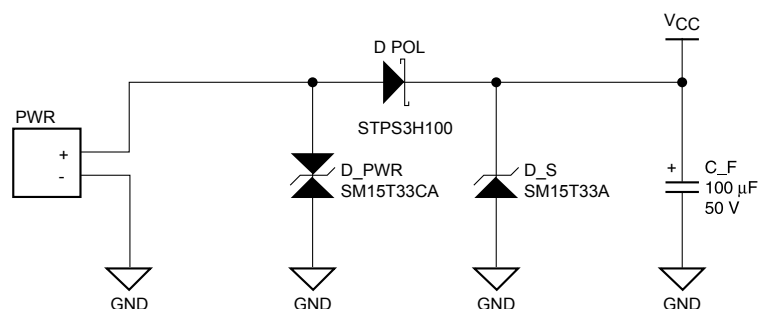 VCC
D POL
STPS3H100
PWR
+
-
D_PWR
SM15T33CA
D_S
SM15T33A
+
C_F
100 μF
50 V
GND
GND
GND
GND